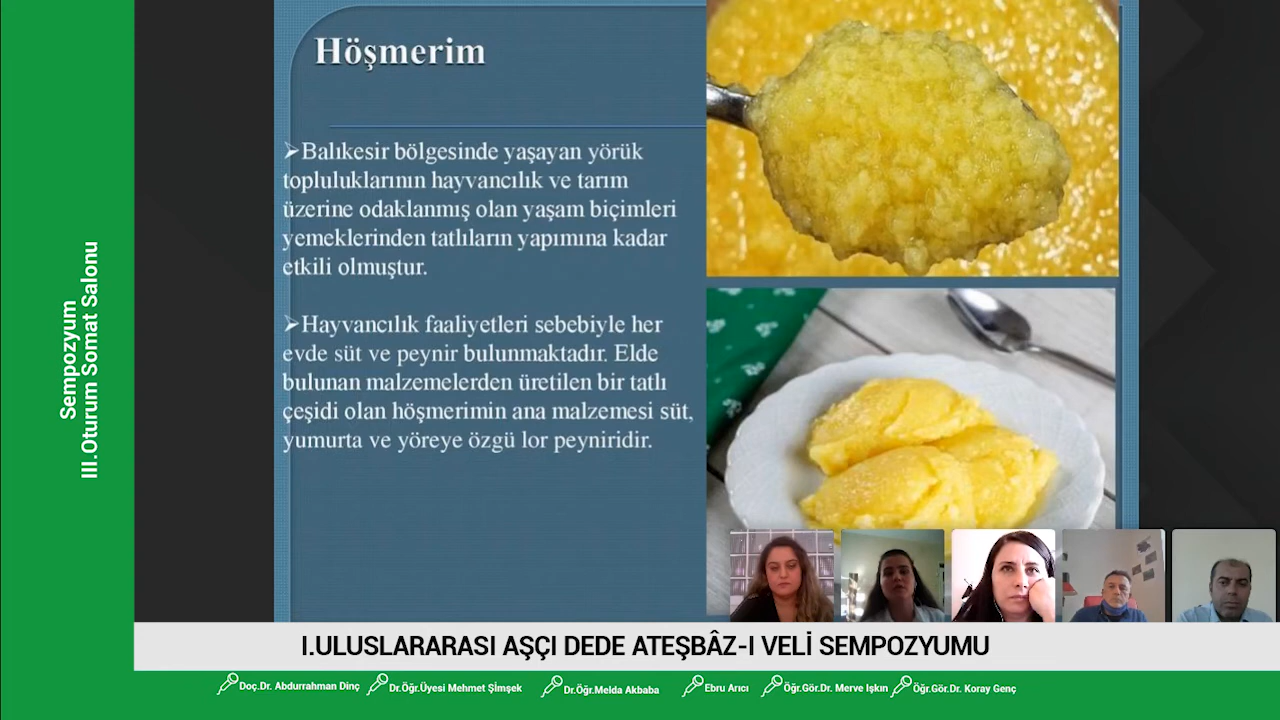 Sempozyum
III.Oturum Somat Salonu
Höşmerim
➢Balıkesir bölgesinde yaşayan yörük
topluluklarının hayvancılık ve tarım
üzerine odaklanmış olan yaşam biçimleri
yemeklerinden tatlıların yapımına kadar
etkili olmuştur.
➢Hayvancılık faaliyetleri sebebiyle her
evde süt ve peynir bulunmaktadır. Elde
bulunan malzemelerden üretilen bir tatlı
çeşidi olan höşmerimin ana malzemesi süt,
yumurta ve yöreye özgü lor peyniridir.
I.ULUSLARARASI AŞÇI DEDE ATEŞBÂZ-I VELİ SEMPOZYUMU
Doç.Dr. Abdurrahman Dinç
Dr.Öğr.Üyesi Mehmet Şİmşek
Dr.Öğr.Melda Akbaba
Ebru Arıcı
Öğr.Gör.Dr. Merve Işkın
Öğr.Gör.Dr. Koray Genç